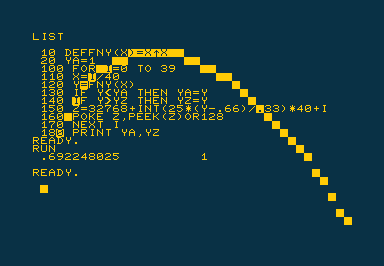 LIST
10 DEFFNY(X)=X↑X
20 YA=1
100 FOR I=0 TO 39
110 X=I/40
120 Y=FNY(X)
130 IF Y<YA THEN YA=Y
140 IF Y>YZ THEN YZ=Y
150 Z=32767+INT(25*(Y-.66)/.33)*40+I
160 POKE Z,PEEK(Z)OR128
170 NEXT I
180 PRINT YA,YZ
READY.
RUN
.692248025 1
READY.